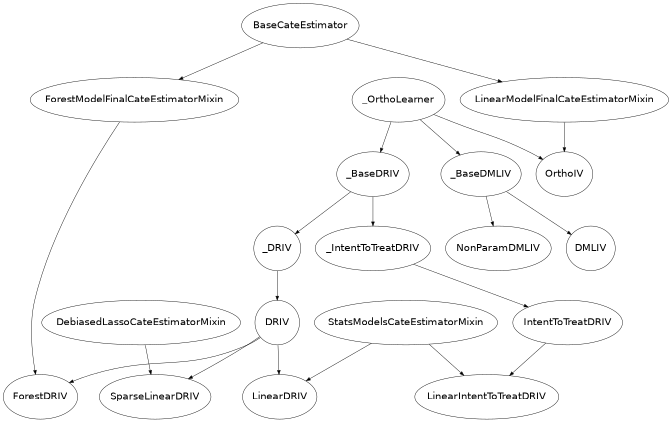 BaseCateEstimator
ForestModelFinalCateEstimatorMixin
_OrthoLearner
LinearModelFinalCateEstimatorMixin
_BaseDRIV
_BaseDMLIV
OrthoIV
_DRIV
_IntentToTreatDRIV
NonParamDMLIV
DMLIV
DebiasedLassoCateEstimatorMixin
DRIV
StatsModelsCateEstimatorMixin
IntentToTreatDRIV
ForestDRIV
SparseLinearDRIV
LinearDRIV
LinearIntentToTreatDRIV